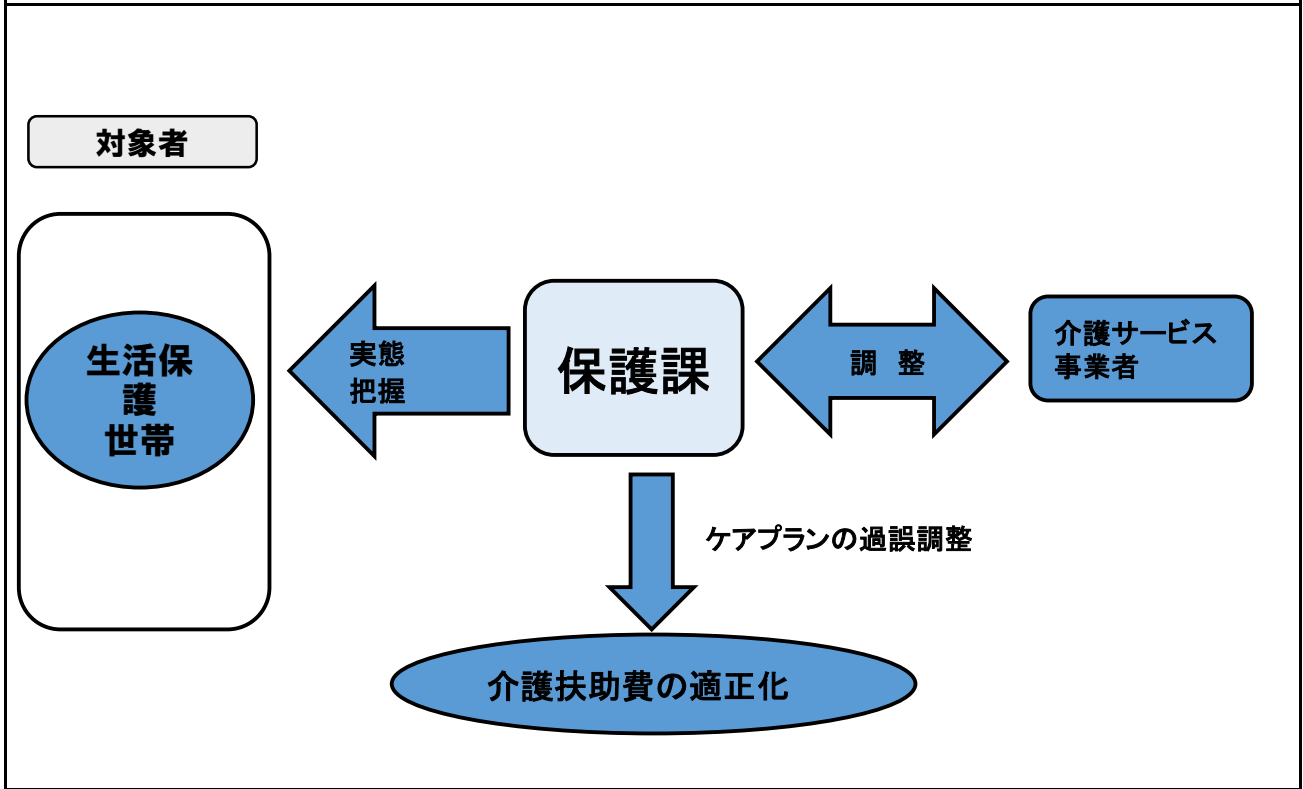 対象者
生活保
護
世帯
実態
把握
保護課
調 整
介護サービス
事業者
ケアプランの過誤調整
介護扶助費の適正化